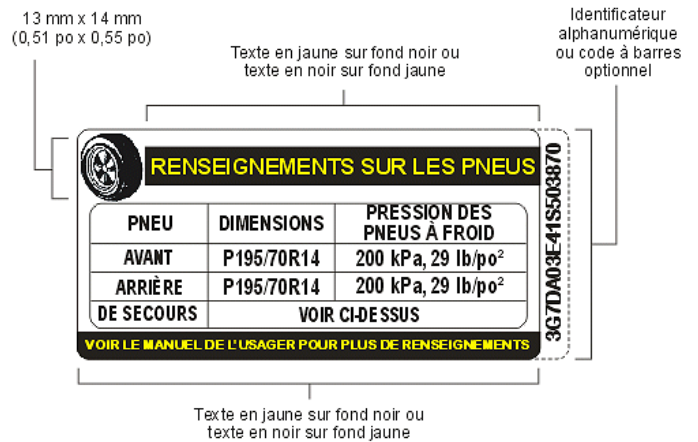 13 mm x 14 mm
(0,51 po x 0,55 po)
Texte en jaune sur fond noir ou
texte en noir sur fond jaune
Identificateur
alphanumérique
ou code à barres
optionnel
RENSEIGNEMENTS SUR LES PNEUS
PNEU DIMENSIONS PRESSION DES
PNEUS À FROID
AVANT P195/70R14 200 kPa, 29 lb/po²
ARRIÈRE P195/70R14 200 kPa, 29 lb/po²
DE SECOURS VOIR CI-DESSUS
VOIR LE MANUEL DE L'USAGER POUR PLUS DE RENSEIGNEMENTS
3G7DA03E41S503870
Texte en jaune sur fond noir ou
texte en noir sur fond jaune